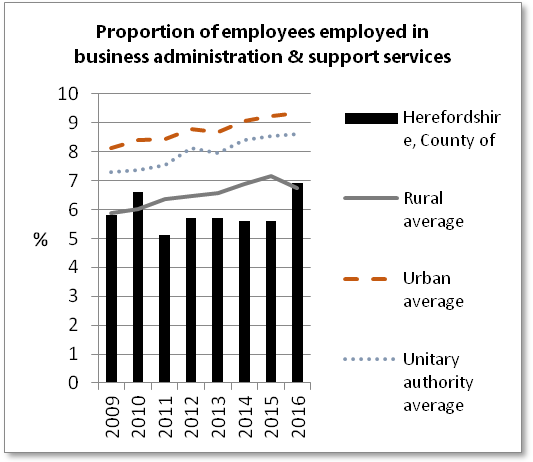 Proportion of employees employed in
business administration & support services
10
9
8
7
6
5
4
3
2
1
0
%
2009
2010
2011
2012
2013
2014
2015
2016
Herefordshir
e, County of
Rural
average
Urban
average
Unitary
authority
average